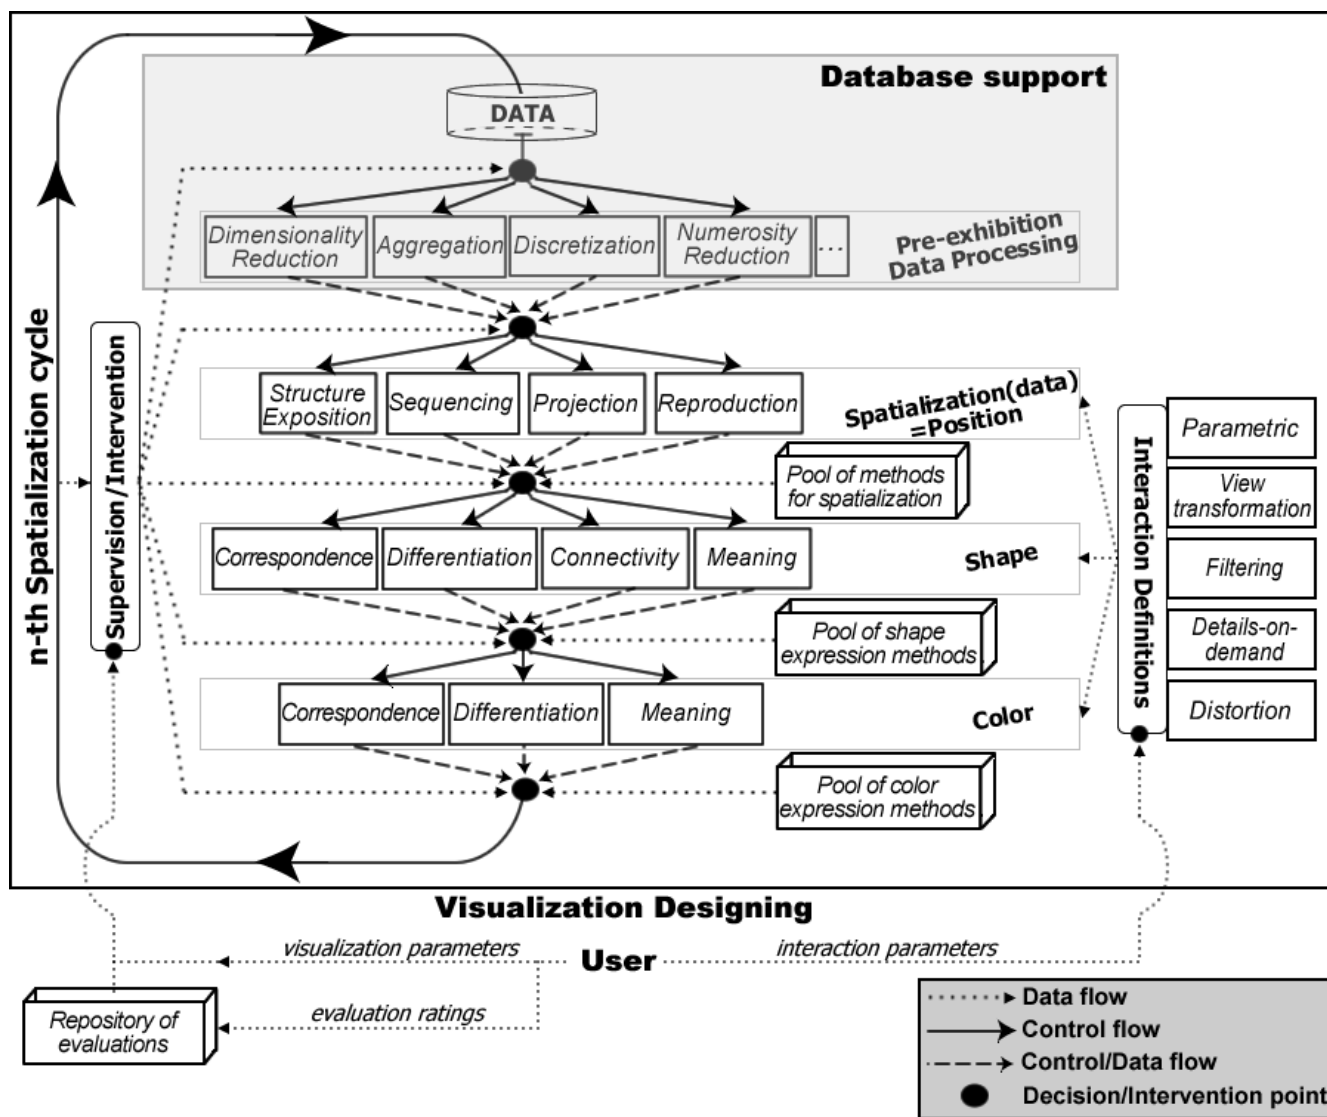 Database support
DATA
Dimensionality
Reduction
Aggregation
Discretization
Numerosity
Reduction
...
Pre-exhibition
Data Processing
n-th Spatialization cycle
Supervision/Intervention
Structure
Exposition
Sequencing
Projection
Reproduction
Spatialization(data)
=Position
Pool of methods
for spatialization
Correspondence
Differentiation
Connectivity
Meaning
Shape
Pool of shape
expression methods
Correspondence
Differentiation
Meaning
Color
Pool of color
expression methods
Interaction Definitions
Parametric
View
transformation
Filtering
Details-on-
demand
Distortion
Visualization Designing
visualization parameters
User
interaction parameters
evaluation ratings
Repository of
evaluations
Data flow
Control flow
Control/Data flow
Decision/Intervention point